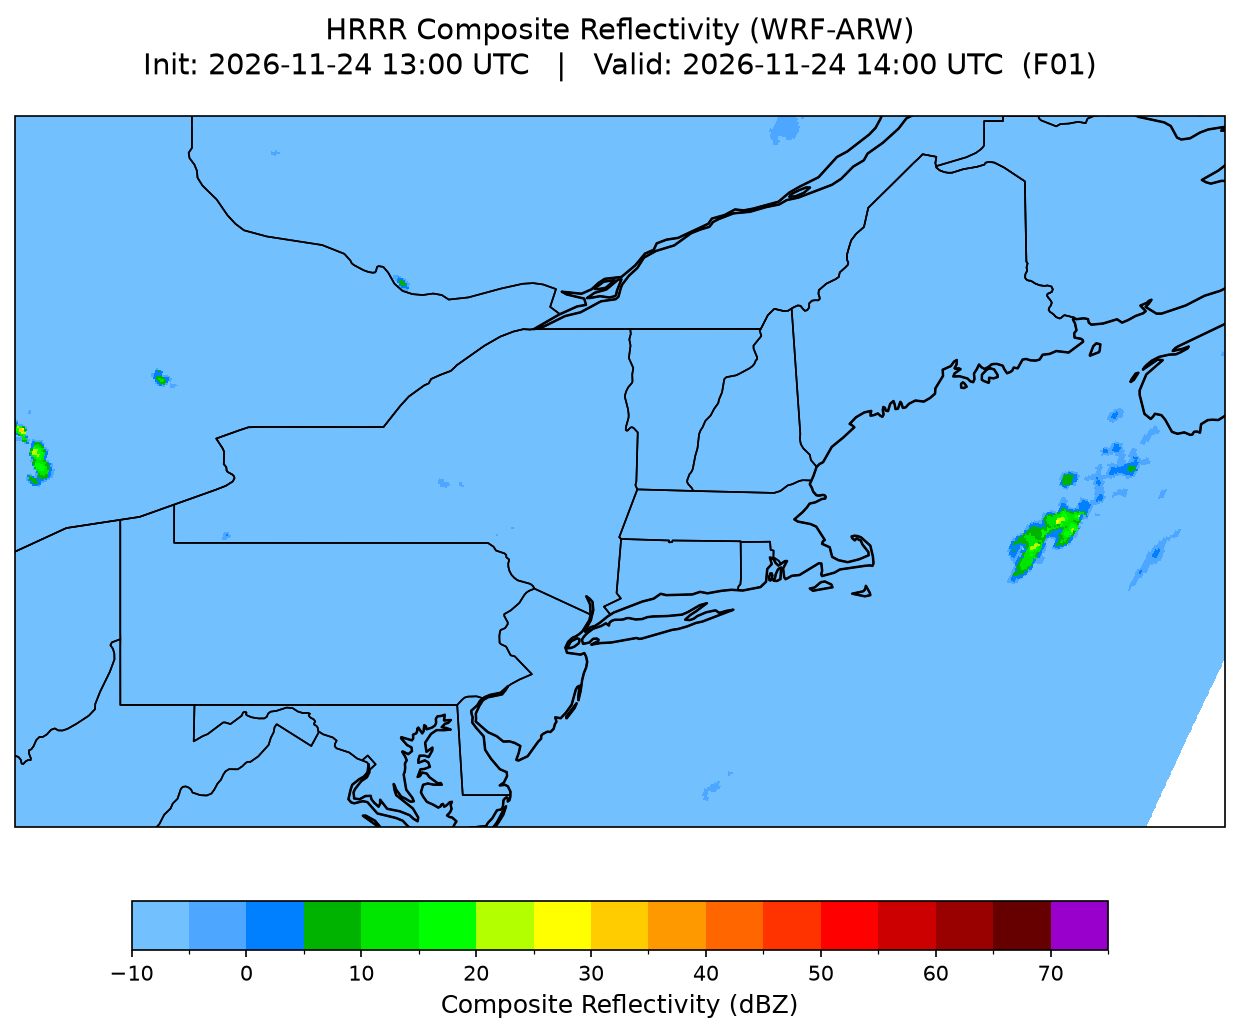 HRRR Composite Reflectivity (WRF-ARW)
Init: 2026-11-24 13:00 UTC   |   Valid: 2026-11-24 14:00 UTC  (F01)
−10 0 10 20 30 40 50 60 70
Composite Reflectivity (dBZ)